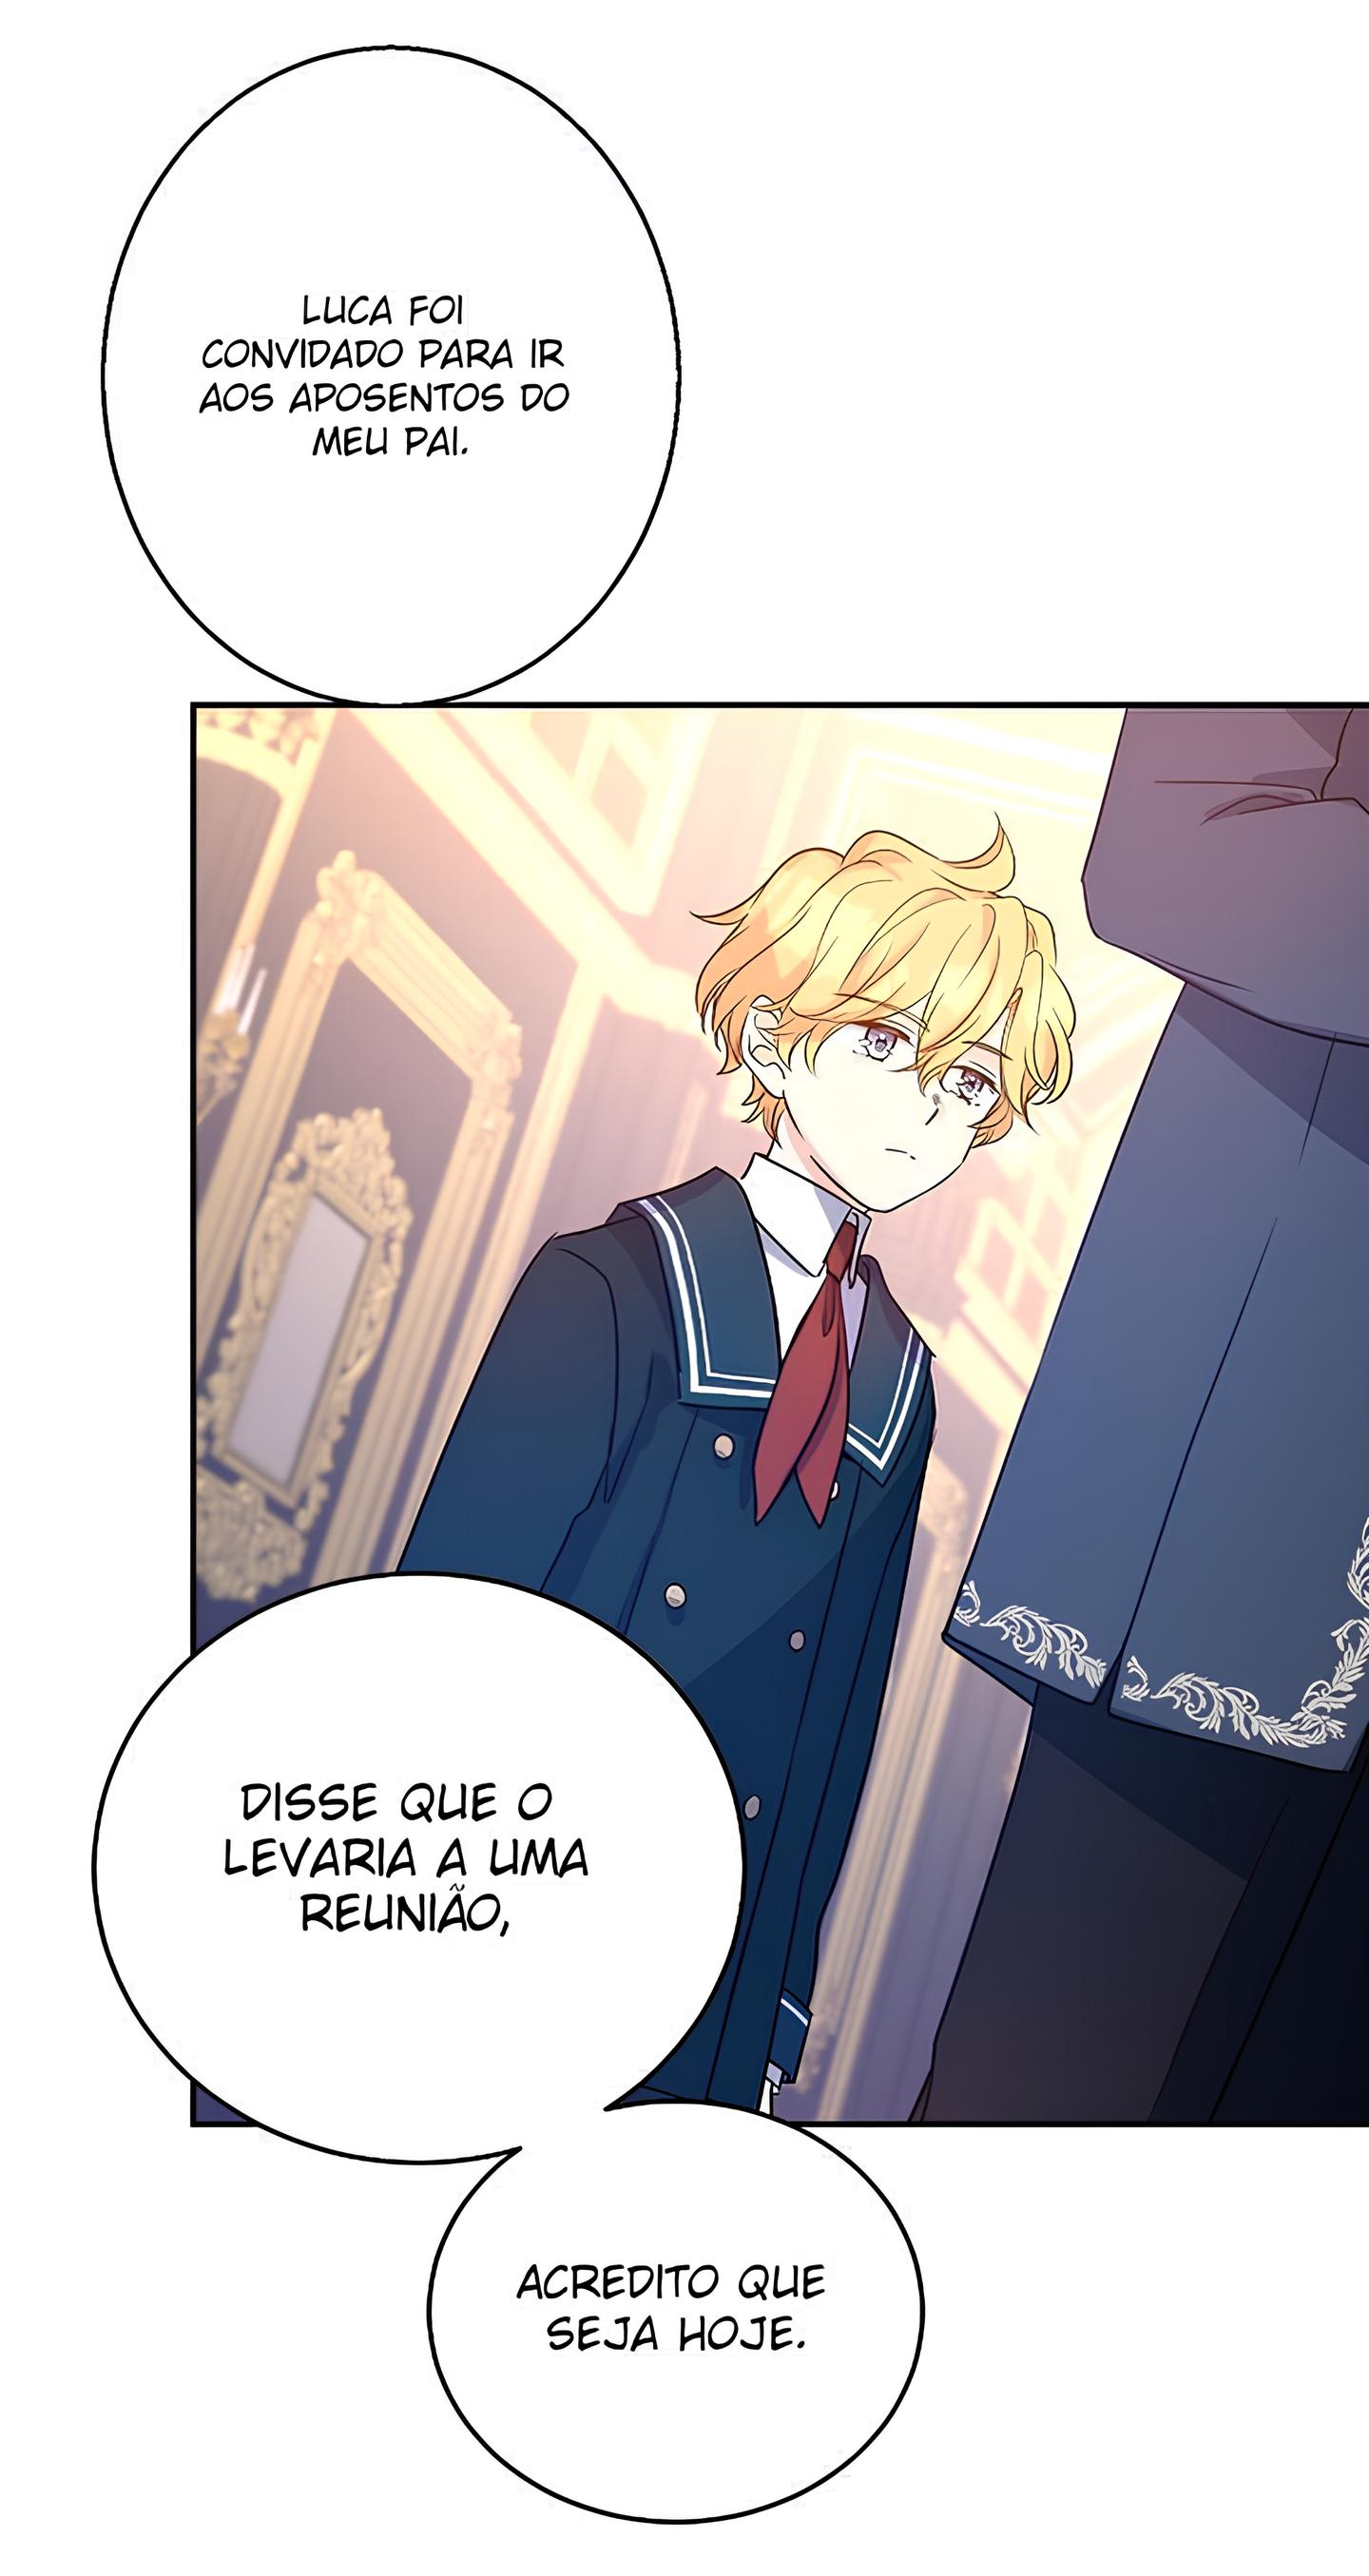 LUCA FOI
CONVIDADO PARA IR
AOS APOSENTOS DO
MEU PAI.
DISSE QUE O
LEVARIA A UMA
REUNIÃO,
ACREDITO QUE
SEJA HOJE.